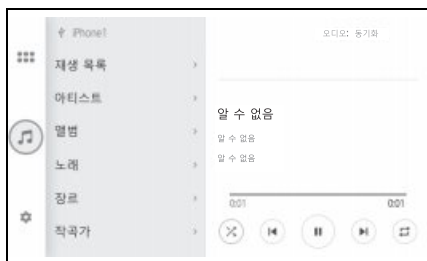 iPhone1
재생 목록
아티스트
앨범
노래
장르
작곡가
오디오: 동기화
알 수 없음
알 수 없음
알 수 없음
0:01 0:01